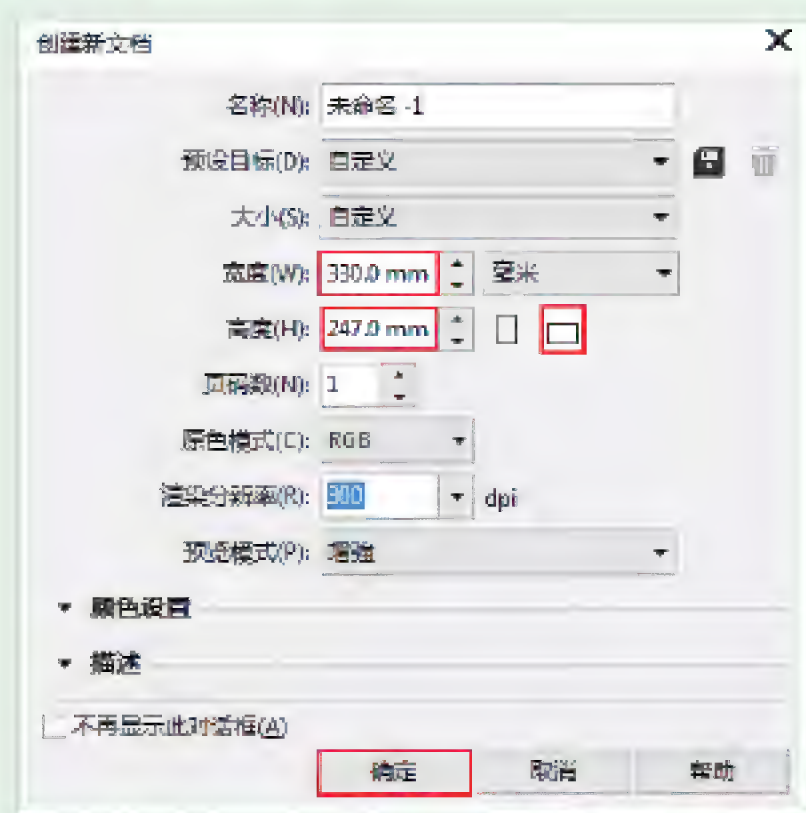 创建新文档
名称(N): 未命名 -1
预设目标(D): 自定义
大小(S): 自定义
宽度(W): 330.0 mm 毫米
高度(H): 247.0 mm
页码数(N): 1
原色模式(C): RGB
渲染分辨率(R): 300 dpi
预览模式(P): 增强
颜色设置
描述
不再显示此对话框(A)
确定 取消 帮助